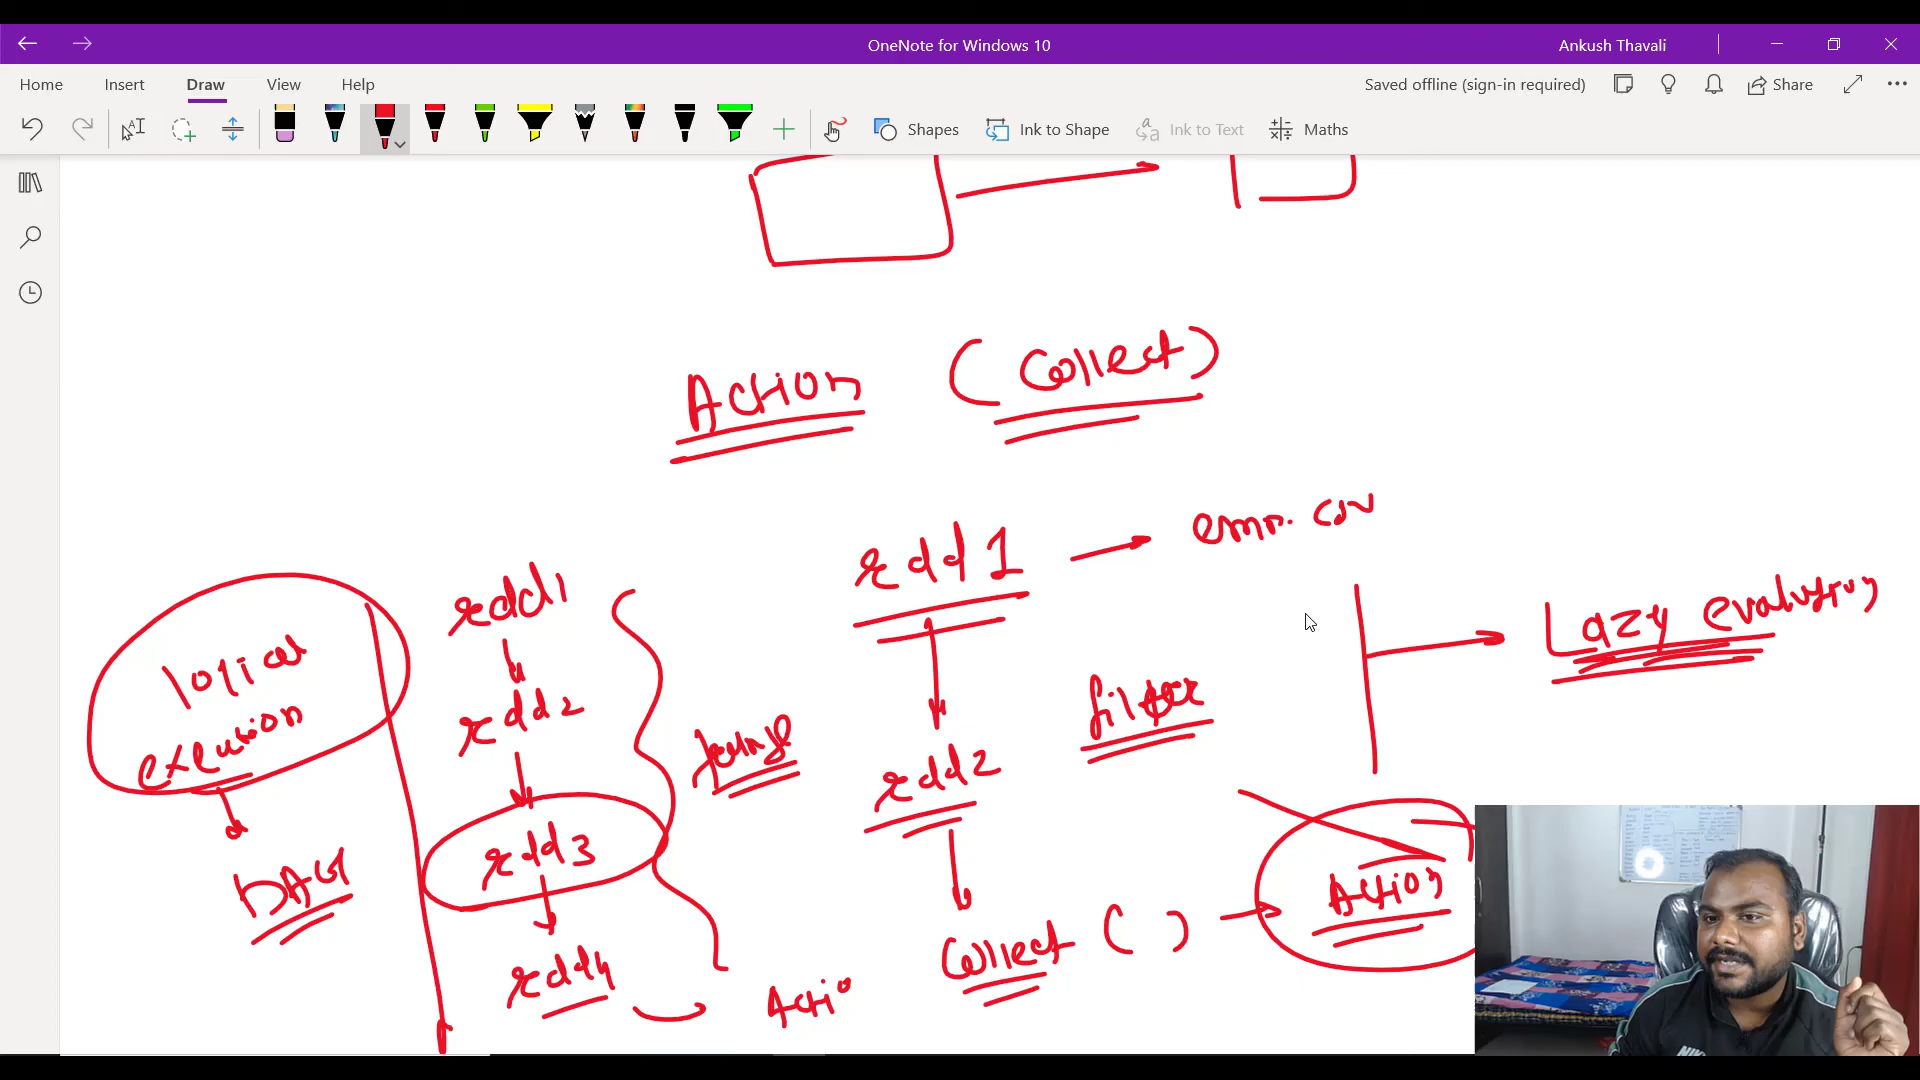 OneNote for Windows 10
Ankush Thavali
Home Insert Draw View Help
Saved offline (sign-in required)
Share
Shapes
Ink to Shape
Ink to Text
Maths
Action (Collect)
rdd1
rdd1
Lazy evaluation
logical
execution
rdd2
filter
rdd2
rdd3
DAG
Action
Collect ( )
rdd4
Actio